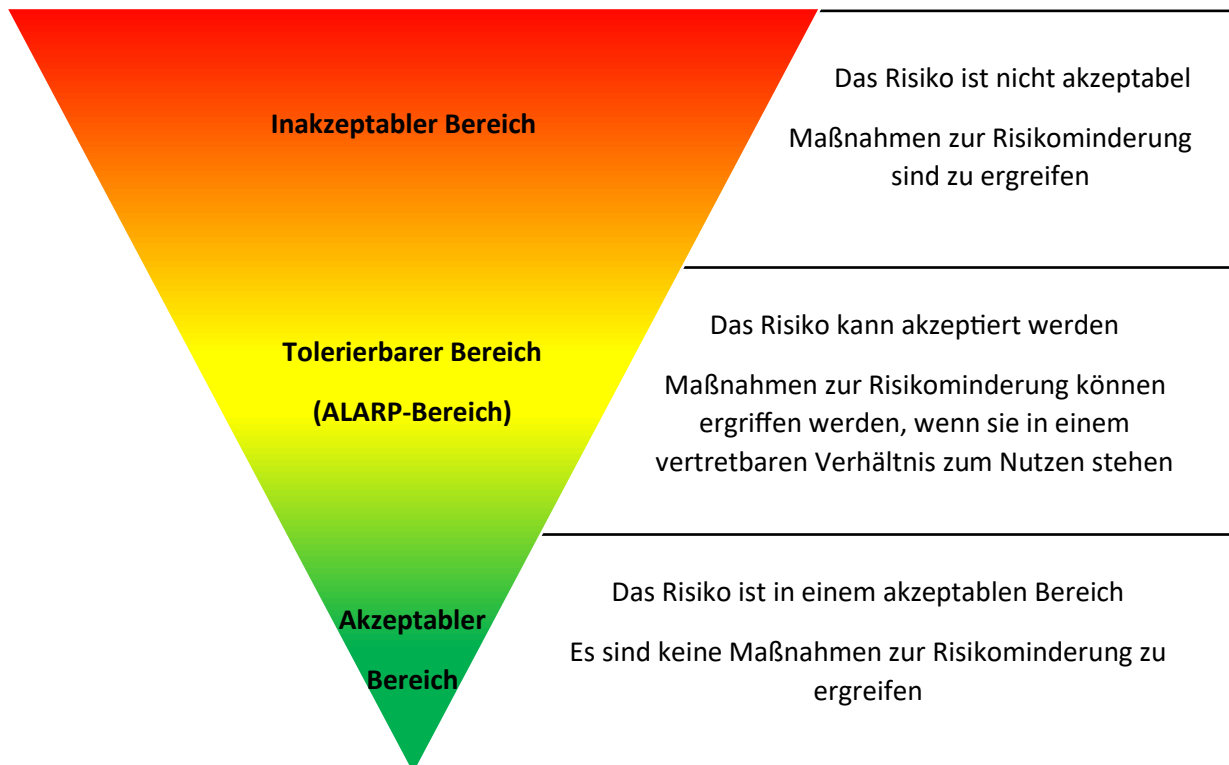 Inakzeptabler Bereich
Das Risiko ist nicht akzeptabel
Maßnahmen zur Risikominderung
sind zu ergreifen
Tolerierbarer Bereich
(ALARP-Bereich)
Das Risiko kann akzeptiert werden
Maßnahmen zur Risikominderung können
ergriffen werden, wenn sie in einem
vertretbaren Verhältnis zum Nutzen stehen
Akzeptabler
Bereich
Das Risiko ist in einem akzeptablen Bereich
Es sind keine Maßnahmen zur Risikominderung zu
ergreifen